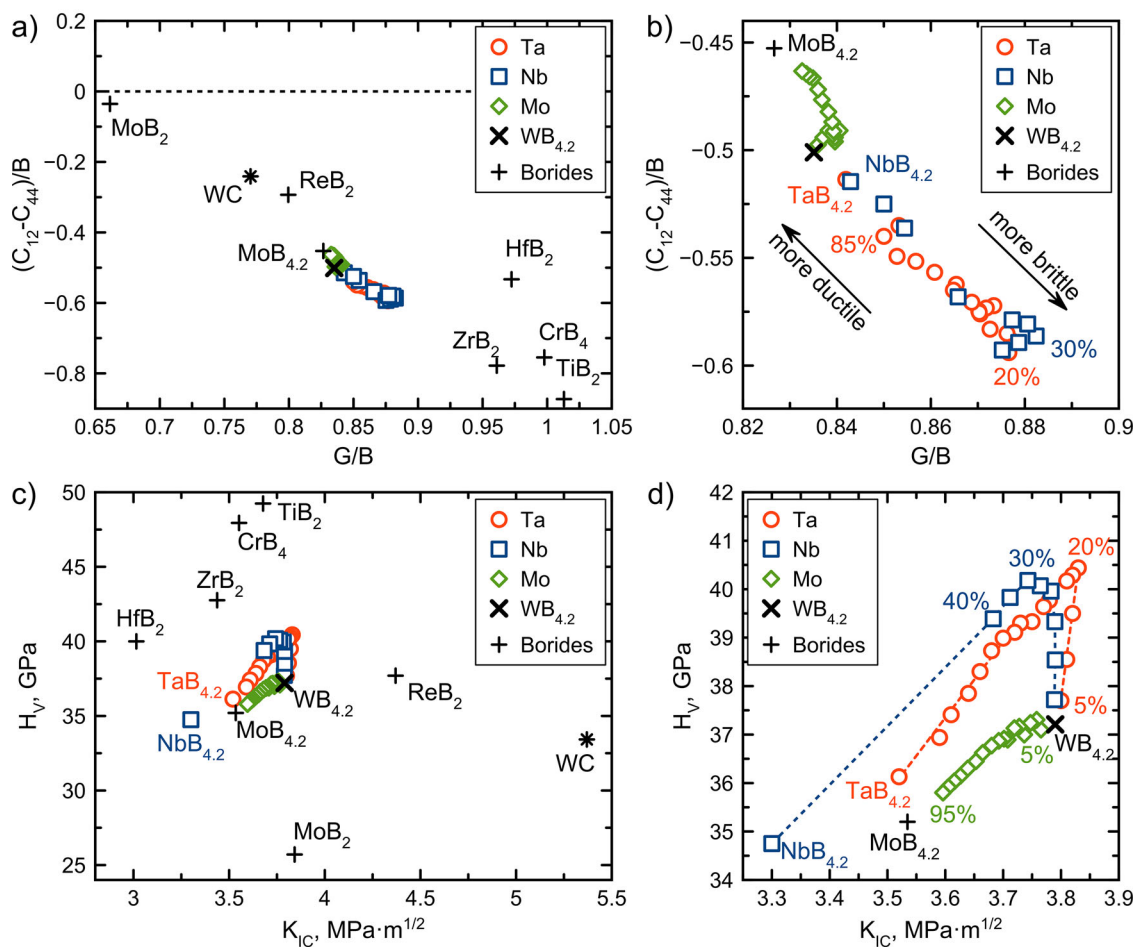 a)
(C₁₂-C₄₄)/B
0
−0.2
−0.4
−0.6
−0.8
0.65 0.7 0.75 0.8 0.85 0.9 0.95 1 1.05
G/B
Ta
Nb
Mo
WB₄.₂
Borides
MoB₂
WC
ReB₂
MoB₄.₂
HfB₂
ZrB₂
CrB₄
TiB₂
b)
(C₁₂-C₄₄)/B
−0.45
−0.5
−0.55
−0.6
0.82 0.84 0.86 0.88 0.9
G/B
Ta
Nb
Mo
WB₄.₂
Borides
MoB₄.₂
NbB₄.₂
TaB₄.₂
85%
more ductile
more brittle
30%
20%
c)
H_V, GPa
50
45
40
35
30
25
3 3.5 4 4.5 5 5.5
K_IC, MPa·m^1/2
Ta
Nb
Mo
WB₄.₂
Borides
TiB₂
CrB₄
ZrB₂
HfB₂
TaB₄.₂
WB₄.₂
ReB₂
MoB₄.₂
NbB₄.₂
WC
MoB₂
d)
H_V, GPa
42
41
40
39
38
37
36
35
34
3.3 3.4 3.5 3.6 3.7 3.8 3.9
K_IC, MPa·m^1/2
Ta
Nb
Mo
WB₄.₂
Borides
20%
30%
40%
5%
WB₄.₂
5%
TaB₄.₂
95%
MoB₄.₂
NbB₄.₂